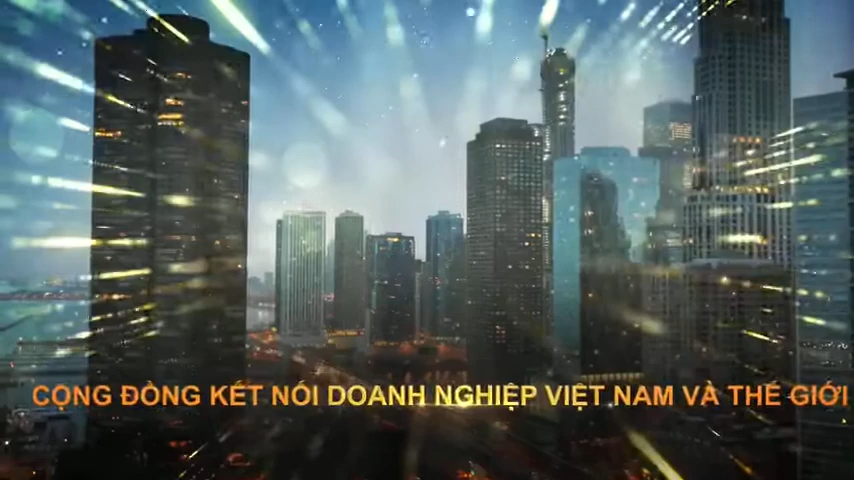 CỘNG ĐỒNG KẾT NỐI DOANH NGHIỆP VIỆT NAM VÀ THẾ GIỚI